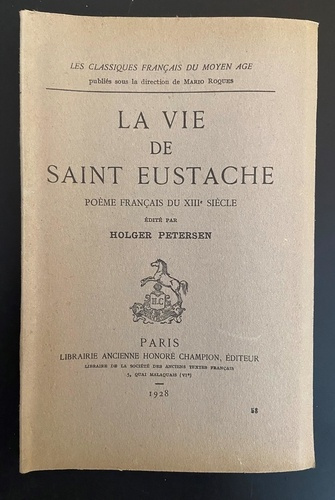 LES CLASSIQUES FRANÇAIS DU MOYEN AGE
publiés sous la direction de MARIO ROQUES
LA VIE
DE
SAINT EUSTACHE
POÈME FRANÇAIS DU XIIIᵉ SIÈCLE
ÉDITÉ PAR
HOLGER PETERSEN
H.C
PARIS
LIBRAIRIE ANCIENNE HONORÉ CHAMPION, ÉDITEUR
LIBRAIRE DE LA SOCIÉTÉ DES ANCIENS TEXTES FRANÇAIS
5, QUAI MALAQUAIS (VIᵉ)
1928
58